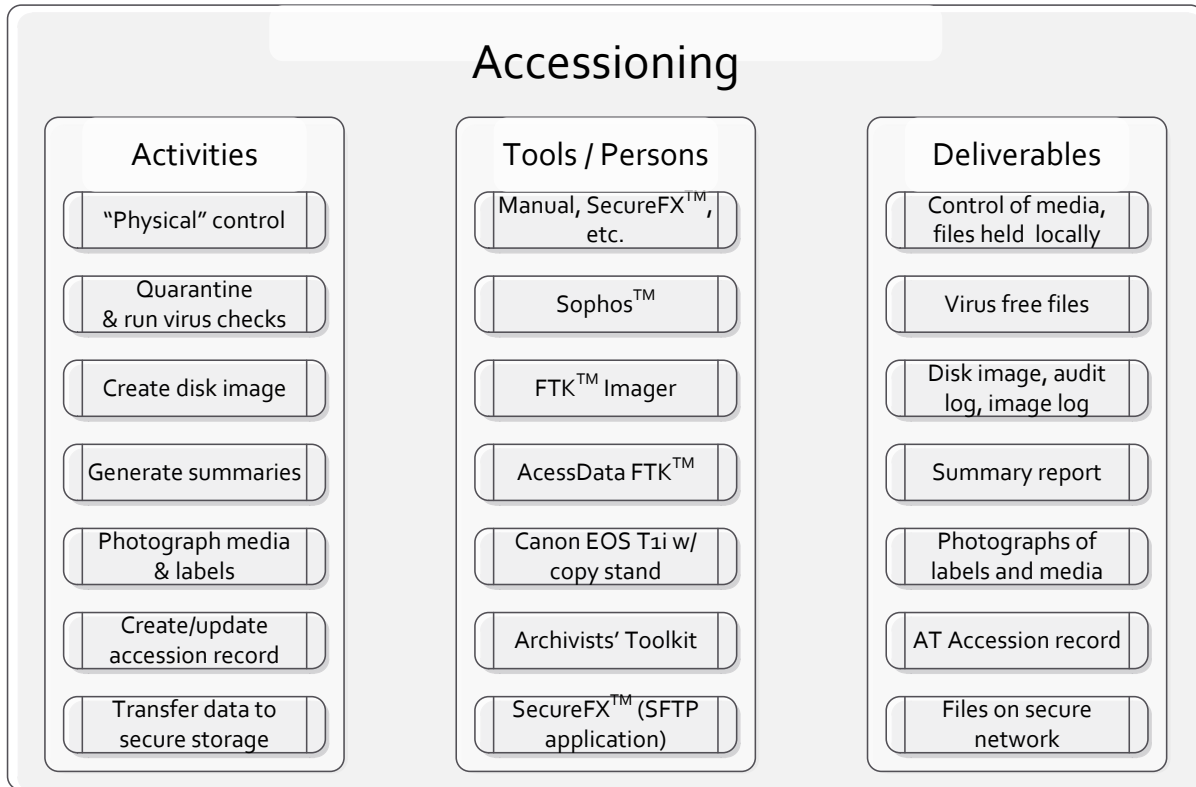 Accessioning
Activities
“Physical” control
Quarantine
& run virus checks
Create disk image
Generate summaries
Photograph media
& labels
Create/update
accession record
Transfer data to
secure storage
Tools / Persons
Manual, SecureFX™,
etc.
Sophos™
FTK™ Imager
AcessData FTK™
Canon EOS T1i w/
copy stand
Archivists’ Toolkit
SecureFX™ (SFTP
application)
Deliverables
Control of media,
files held locally
Virus free files
Disk image, audit
log, image log
Summary report
Photographs of
labels and media
AT Accession record
Files on secure
network